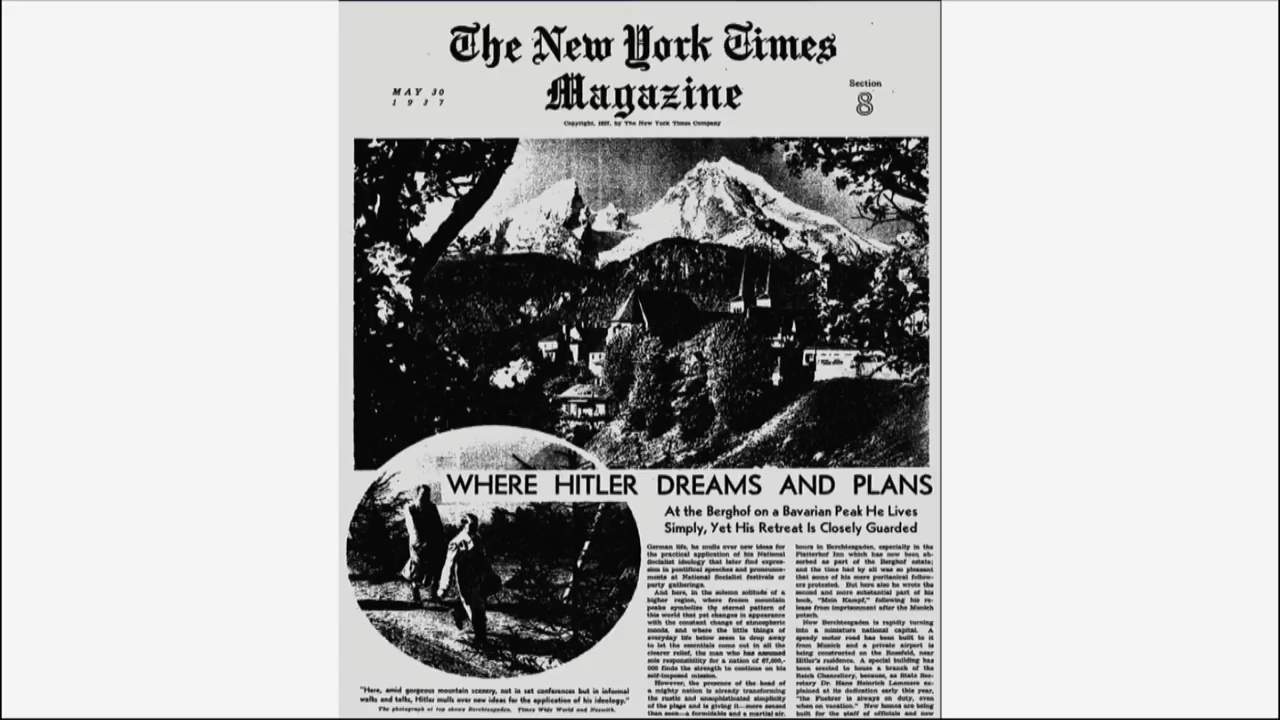 The New York Times
Magazine
MAY 30
1937
Section
8
Copyright, 1937, by The New York Times Company
WHERE HITLER DREAMS AND PLANS
At the Berghof on a Bavarian Peak He Lives
Simply, Yet His Retreat Is Closely Guarded
German life, he mulls over new ideas for
the practical application of his National
Socialist ideology that later find expres-
sion in pontifical speeches and pronounce-
ments at National Socialist festivals or
party gatherings.
And here, in the solemn solitude of a
higher region, where frozen mountain
peaks symbolize the eternal pattern of
this world that yet changes in appearance
with the constant change of atmospheric
moods, and where the little things of
everyday life below seem to drop away
to let the essentials come out in all the
clearer relief, the man who has assumed
sole responsibility for a nation of 67,000,-
000 finds the strength to continue on his
self-imposed mission.
However, the presence of the head of
a mighty nation is already transforming
the rustic and unsophisticated simplicity
of the place and is giving it—more sensed
than seen—a formidable and a martial air.
hours in Berchtesgaden, especially in the
Platterhof Inn which has now been ab-
sorbed as part of the Berghof estate;
and the time had by all was so pleasant
that some of his more puritanical follow-
ers protested. But here also he wrote the
second and more substantial part of his
book, "Mein Kampf," following his re-
lease from imprisonment after the Munich
putsch.
Now Berchtesgaden is rapidly turning
into a miniature national capital. A
speedy motor road has been built to it
from Munich and a private airport is
being constructed on the Rossfeld, near
Hitler's residence. A special building has
been erected to house a branch of the
Reich Chancellery, because, as State Sec-
retary Dr. Hans Heinrich Lammers ex-
plained at its dedication early this year,
"the Fuehrer is always on duty, even
when on vacation." New homes are being
built for the staff of officials and new
"Here, amid gorgeous mountain scenery, not in set conferences but in informal
walks and talks, Hitler mulls over new ideas for the application of his ideology."
The photograph at top shows Berchtesgaden. Times Wide World and Nesmith.